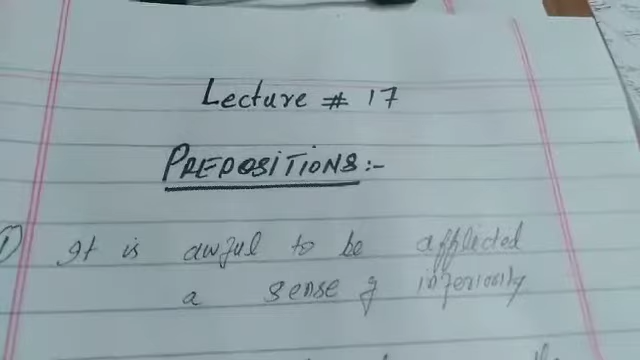 Lecture # 17
PREPOSITIONS:-
1) It is awful to be afflicted
a sense of inferiority